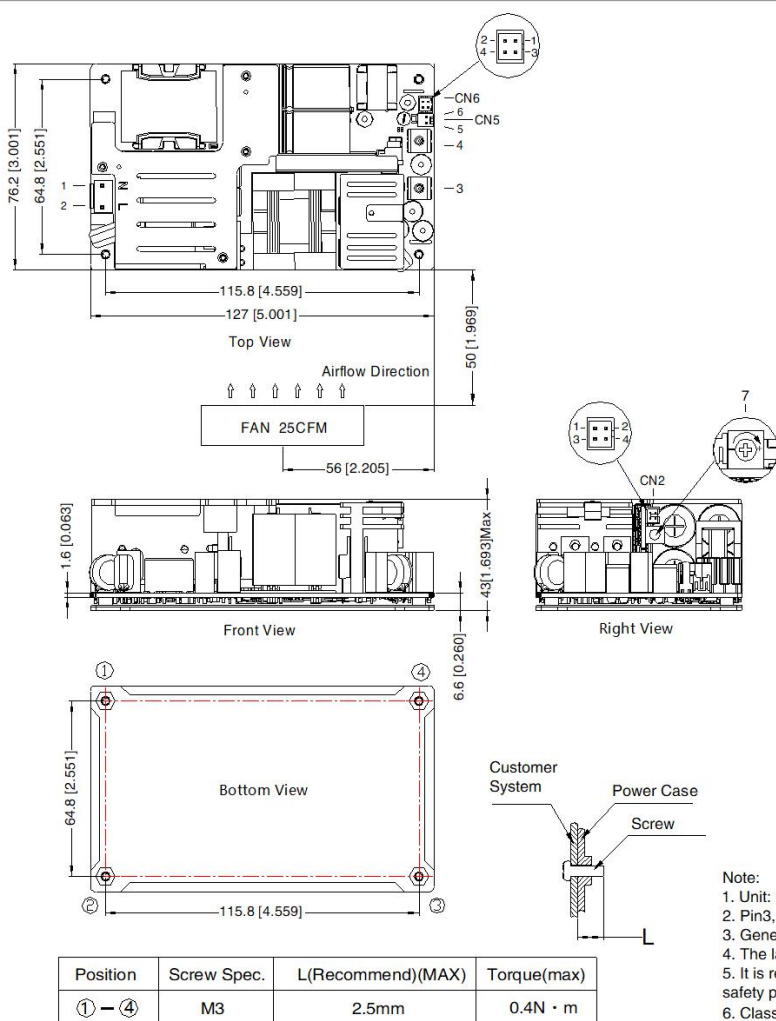 2 1
4 3
CN6
6
CN5
5
4
3
76.2 [3.001]
64.8 [2.551]
1
2
N
L
115.8 [4.559]
127 [5.001]
Top View
50 [1.969]
Airflow Direction
FAN 25CFM
56 [2.205]
7
1 2
3 4
+
CN2
1.6 [0.063]
43[1.693]Max
6.6 [0.260]
Front View
Right View
① ④
64.8 [2.551]
Bottom View
② ③
115.8 [4.559]
Customer
System
Power Case
Screw
L
Note:
1. Unit:
2. Pin3,
3. Gene
4. The la
5. It is re
safety p
6. Class
Position Screw Spec. L(Recommend)(MAX) Torque(max)
① – ④ M3 2.5mm 0.4N · m